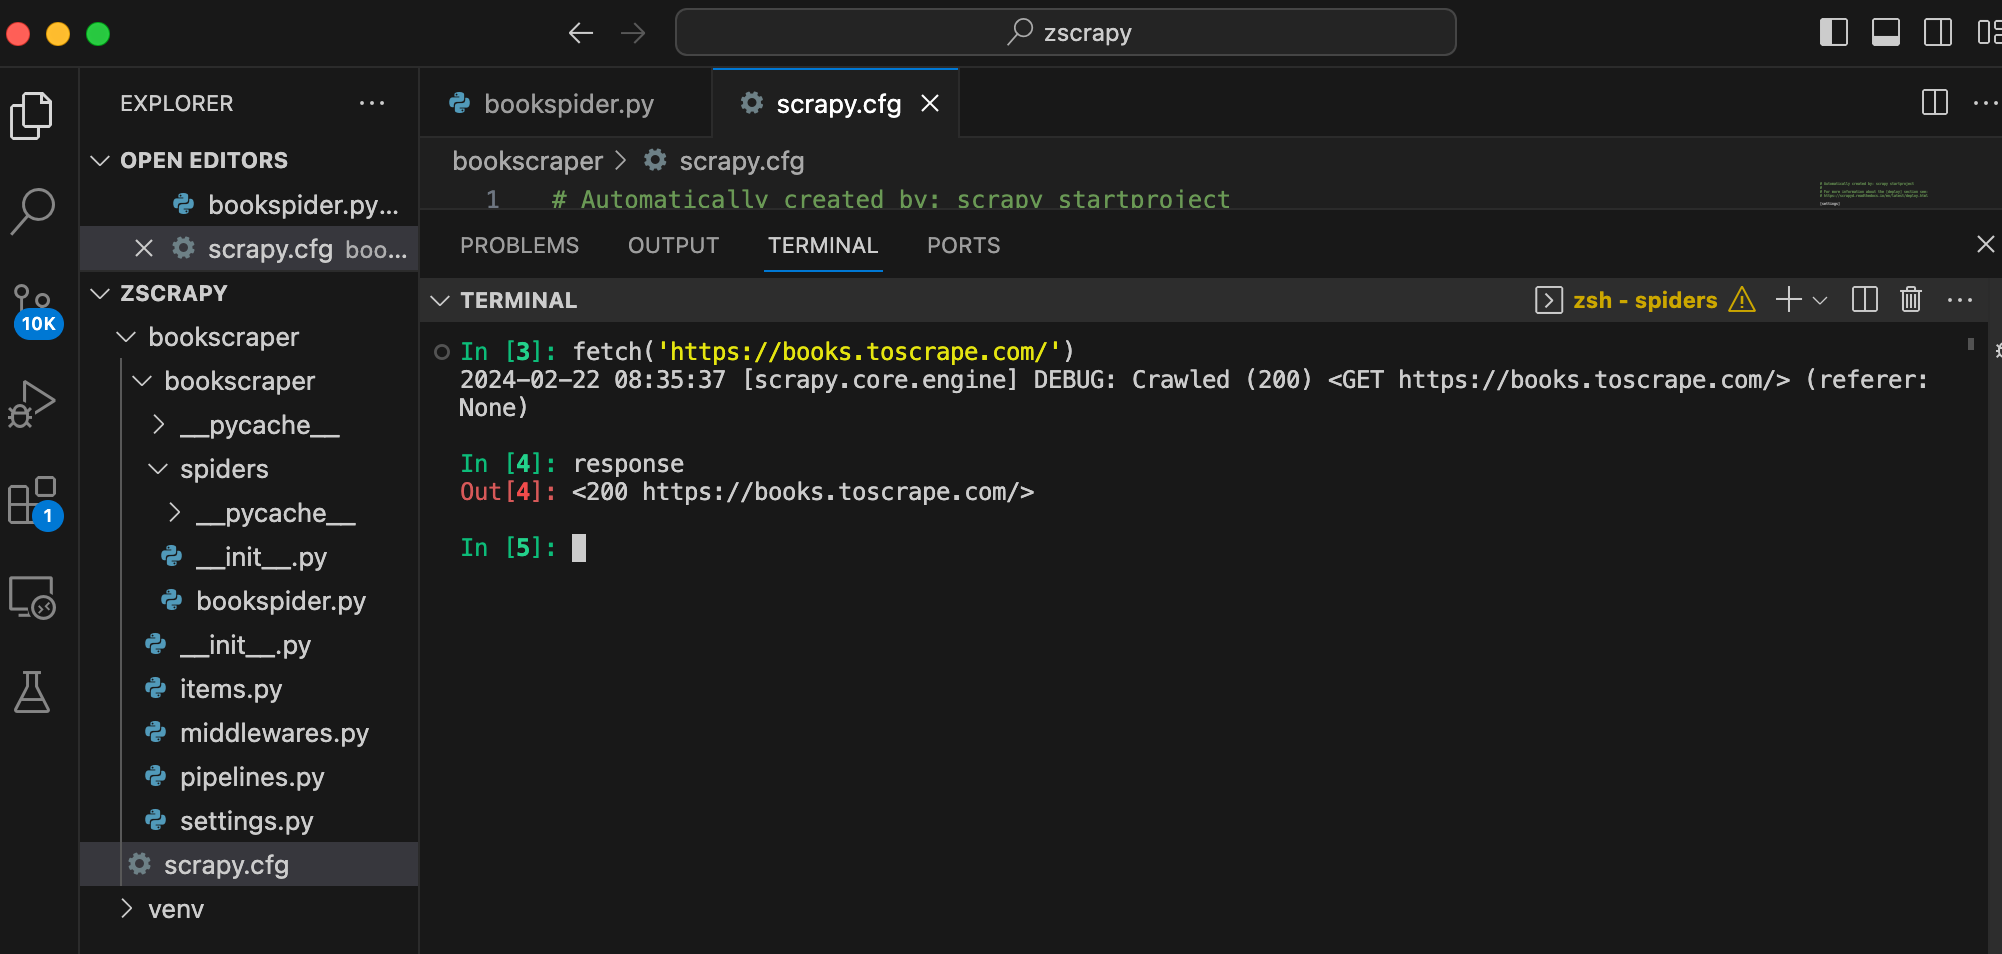 zscrapy
EXPLORER
OPEN EDITORS
bookspider.py...
scrapy.cfg boo...
ZSCRAPY
bookscraper
bookscraper
__pycache__
spiders
__pycache__
__init__.py
bookspider.py
__init__.py
items.py
middlewares.py
pipelines.py
settings.py
scrapy.cfg
venv
10K
1
bookspider.py
scrapy.cfg
bookscraper > scrapy.cfg
1 # Automatically created by: scrapy startproject
PROBLEMS OUTPUT TERMINAL PORTS
TERMINAL
zsh - spiders
In [3]: fetch('https://books.toscrape.com/')
2024-02-22 08:35:37 [scrapy.core.engine] DEBUG: Crawled (200) <GET https://books.toscrape.com/> (referer:
None)
In [4]: response
Out[4]: <200 https://books.toscrape.com/>
In [5]: